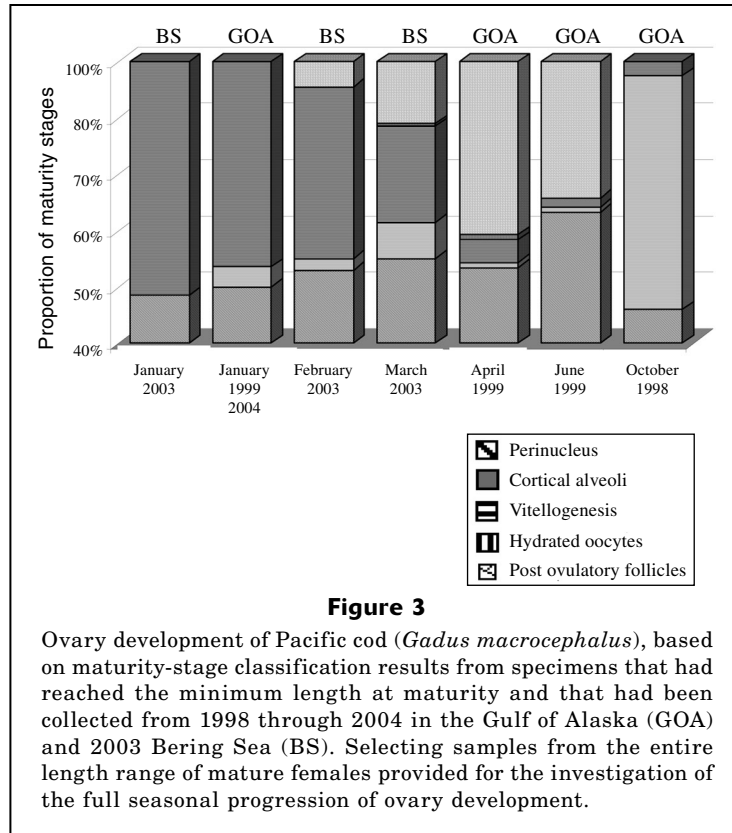 BS GOA BS BS GOA GOA GOA
Proportion of maturity stages
100%
80%
70%
60%
50%
40%
January January February March April June October
2003 1999 2003 2003 1999 1999 1998
2004
Perinucleus
Cortical alveoli
Vitellogenesis
Hydrated oocytes
Post ovulatory follicles
Figure 3
Ovary development of Pacific cod (Gadus macrocephalus), based
on maturity-stage classification results from specimens that had
reached the minimum length at maturity and that had been
collected from 1998 through 2004 in the Gulf of Alaska (GOA)
and 2003 Bering Sea (BS). Selecting samples from the entire
length range of mature females provided for the investigation of
the full seasonal progression of ovary development.